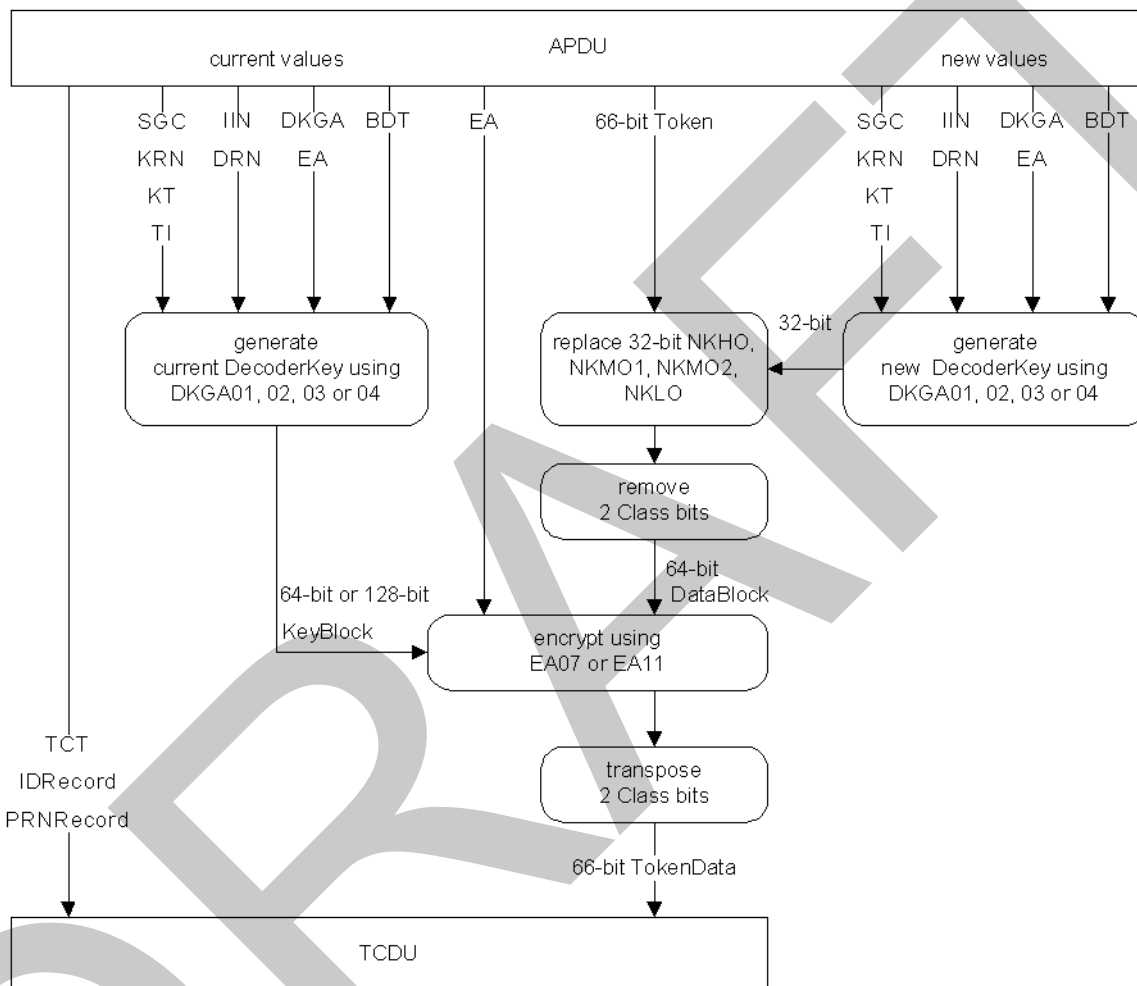 APDU
current values
new values
SGC
KRN
KT
TI
IIN
DRN
DKGA
EA
BDT
EA
66-bit Token
SGC
KRN
KT
TI
IIN
DRN
DKGA
EA
BDT
generate
current DecoderKey using
DKGA01, 02, 03 or 04
replace 32-bit NKHO,
NKMO1, NKMO2,
NKLO
32-bit
generate
new DecoderKey using
DKGA01, 02, 03 or 04
remove
2 Class bits
64-bit
DataBlock
64-bit or 128-bit
KeyBlock
encrypt using
EA07 or EA11
TCT
IDRecord
PRNRecord
transpose
2 Class bits
66-bit TokenData
TCDU
DRAFT